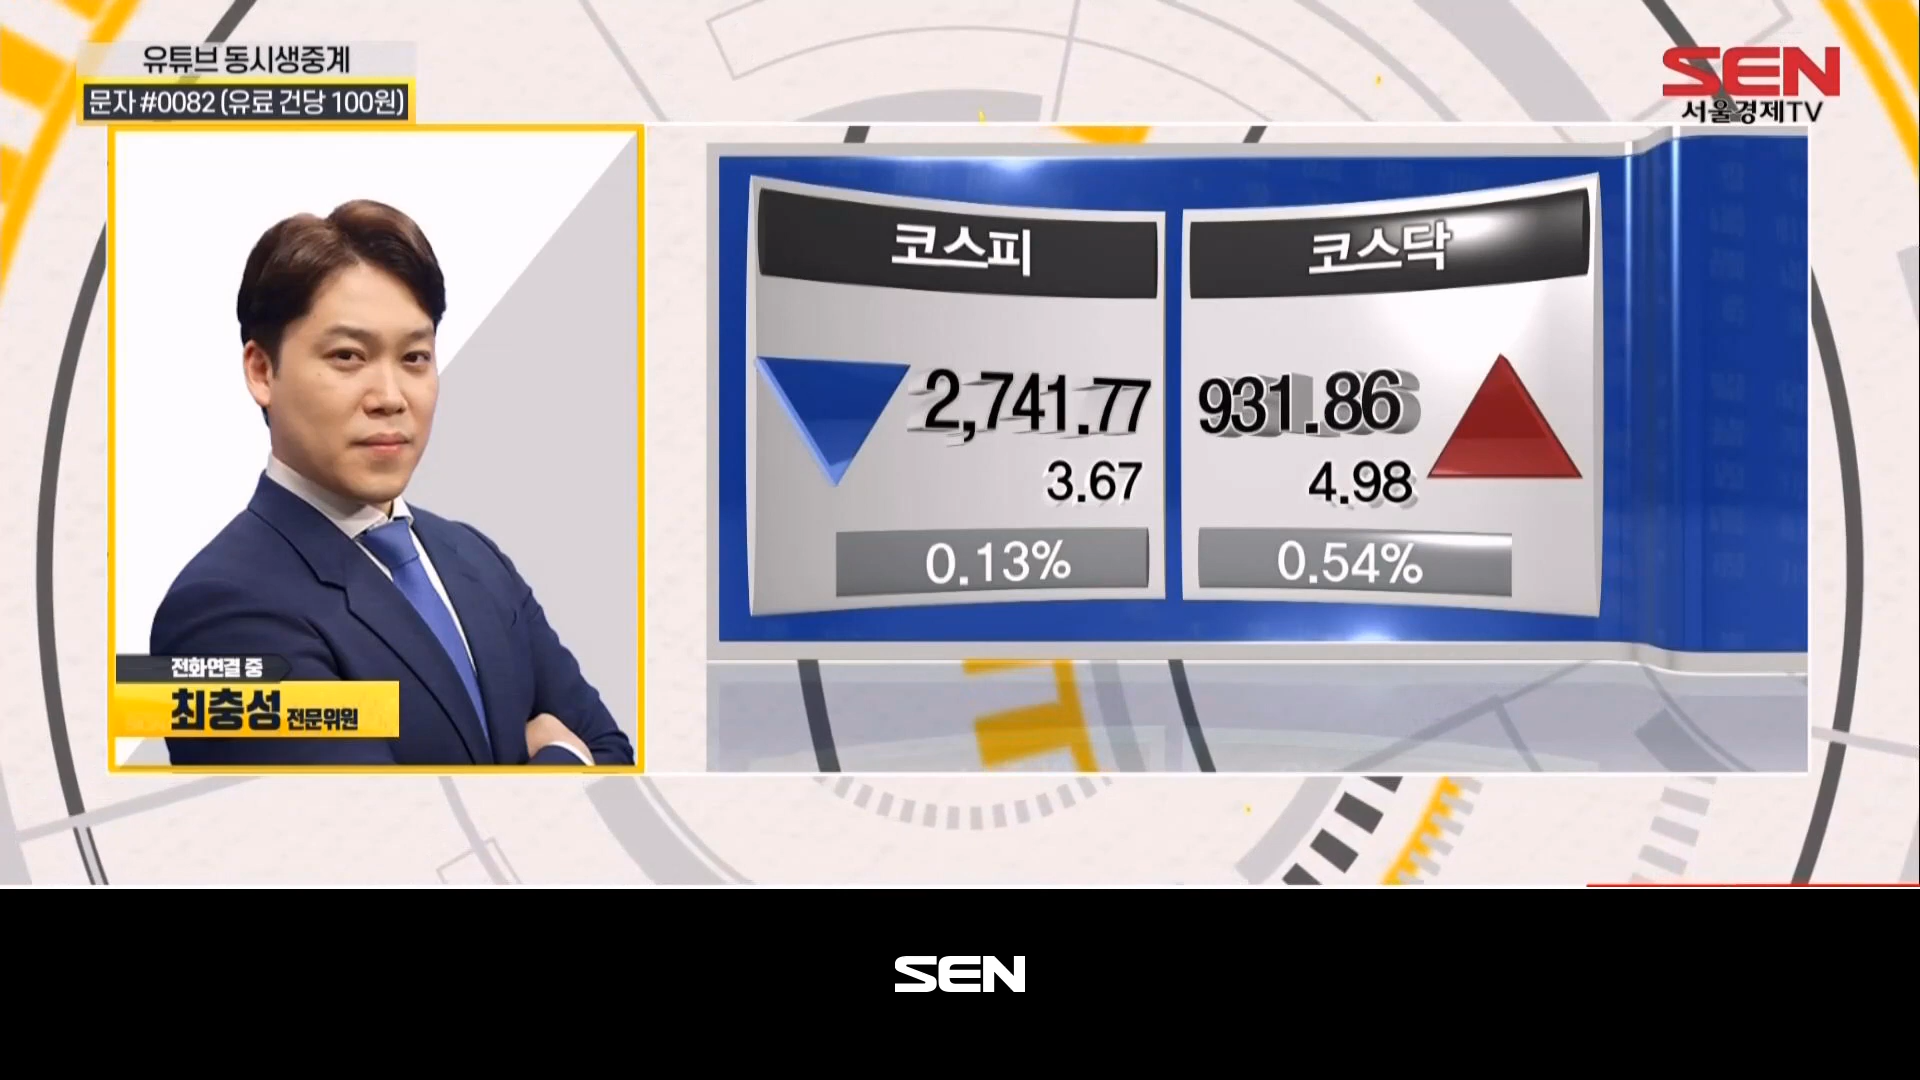 유튜브 동시생중계
문자 #0082 (유료 건당 100원)
SEN
서울경제TV
코스피
2,741.77
3.67
0.13%
코스닥
931.86
4.98
0.54%
전화연결 중
최충성 전문위원
SEN